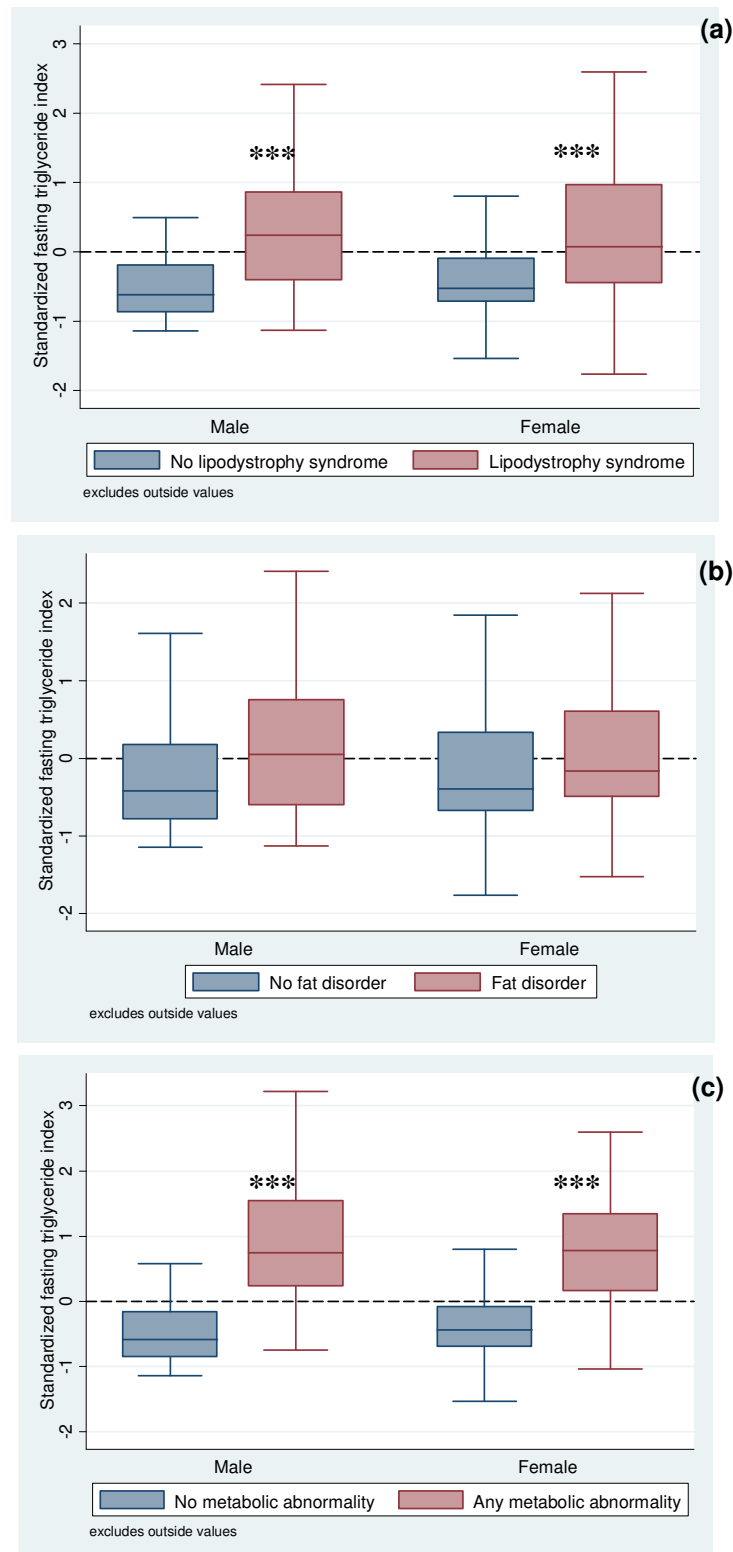 (a)
Standardized fasting triglyceride index
3
2
1
0
-1
-2
***
***
Male Female
No lipodystrophy syndrome Lipodystrophy syndrome
excludes outside values
(b)
Standardized fasting triglyceride index
2
1
0
-1
-2
Male Female
No fat disorder Fat disorder
excludes outside values
(c)
Standardized fasting triglyceride index
3
2
1
0
-1
-2
***
***
Male Female
No metabolic abnormality Any metabolic abnormality
excludes outside values